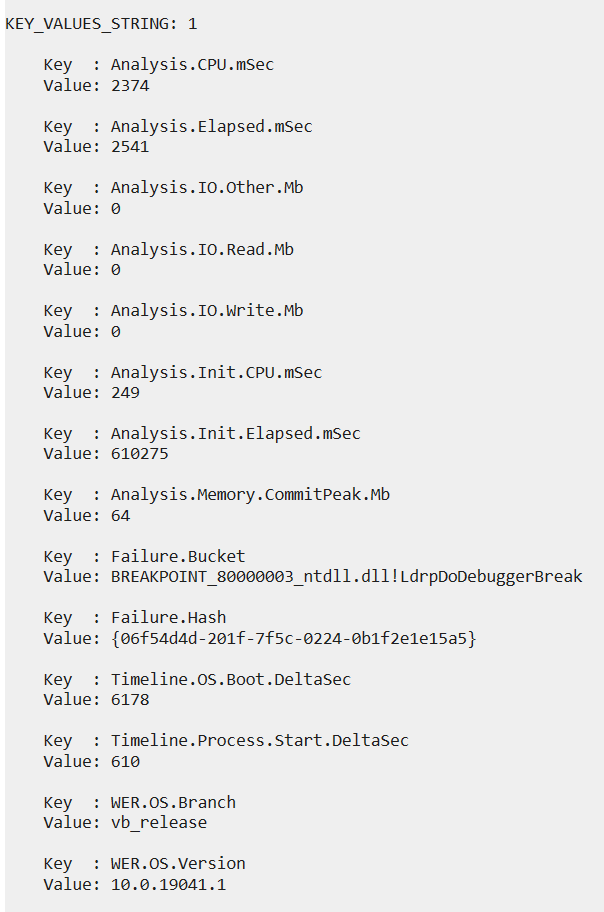 KEY_VALUES_STRING: 1
Key  : Analysis.CPU.mSec
Value: 2374
Key  : Analysis.Elapsed.mSec
Value: 2541
Key  : Analysis.IO.Other.Mb
Value: 0
Key  : Analysis.IO.Read.Mb
Value: 0
Key  : Analysis.IO.Write.Mb
Value: 0
Key  : Analysis.Init.CPU.mSec
Value: 249
Key  : Analysis.Init.Elapsed.mSec
Value: 610275
Key  : Analysis.Memory.CommitPeak.Mb
Value: 64
Key  : Failure.Bucket
Value: BREAKPOINT_80000003_ntdll.dll!LdrpDoDebuggerBreak
Key  : Failure.Hash
Value: {06f54d4d-201f-7f5c-0224-0b1f2e1e15a5}
Key  : Timeline.OS.Boot.DeltaSec
Value: 6178
Key  : Timeline.Process.Start.DeltaSec
Value: 610
Key  : WER.OS.Branch
Value: vb_release
Key  : WER.OS.Version
Value: 10.0.19041.1